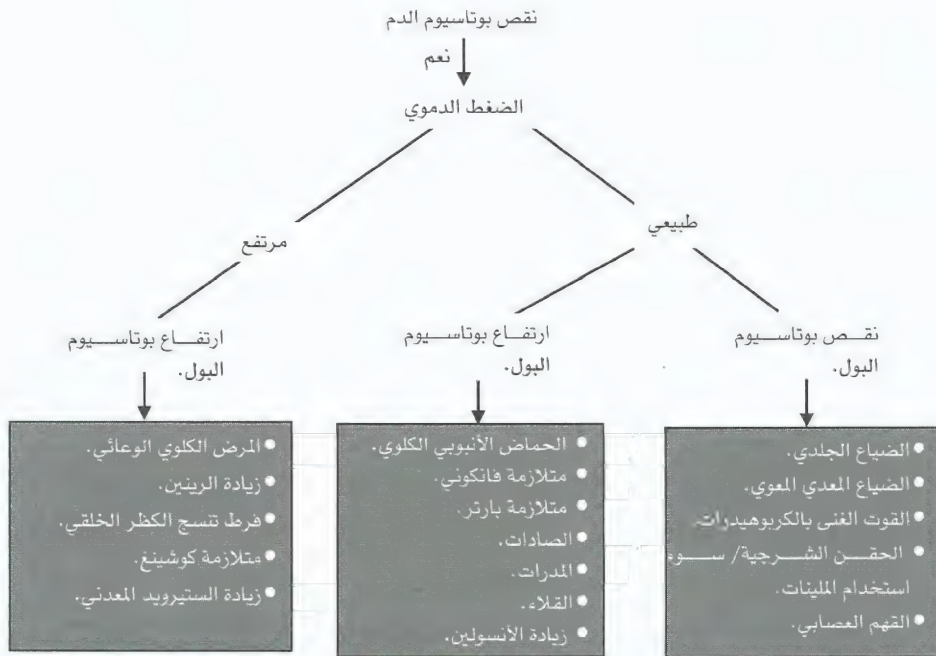 نقص بوتاسيوم الدم
نعم
الضغط الدموي
طبيعي
مرتفع
نقص بوتاسيوم
البول.
ارتفاع بوتاسيوم
البول.
ارتفاع بوتاسيوم
البول.
● الضياع الجلدي.
● الضياع المعدي المعوي.
● القوت الغنى بالكربوهيدرات.
● الحقن الشرجية/ سوء
استخدام الملينات.
● القهم العصابي.
● الحماض الأنبوبي الكلوي.
● متلازمة فانكوني.
● متلازمة بارتر.
● الصادات.
● المدرات.
● القلاء.
● زيادة الأنسولين.
● المرض الكلوي الوعائي.
● زيادة الرينين.
● فرط تنسج الكظر الخلقي
● متلازمة كوشينغ.
● زيادة الستيرويد المعدني.